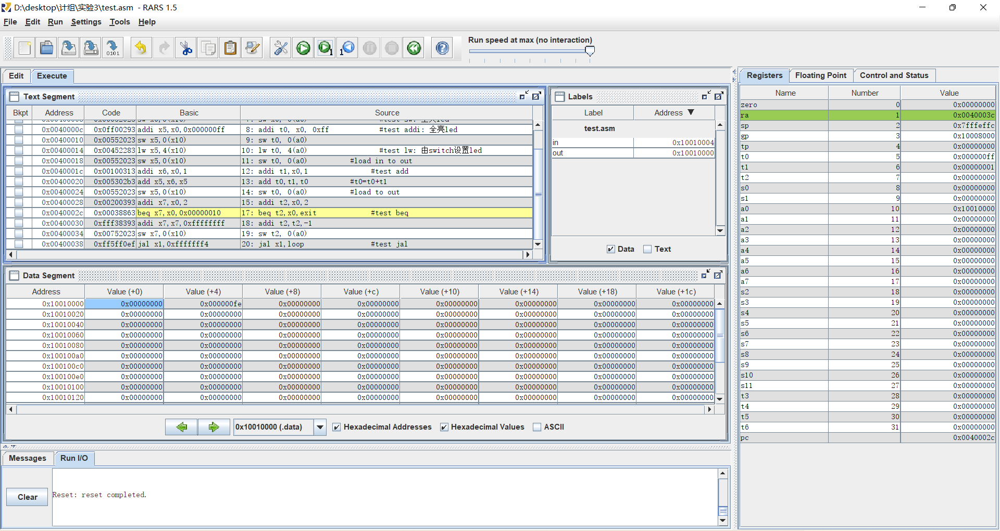 D:\desktop\计组\实验3\test.asm - RARS 1.5
File Edit Run Settings Tools Help
Run speed at max (no interaction)
Edit Execute
Text Segment
Bkpt Address Code Basic Source
0x0040000c 0x0ff00293 addi x5,x0,0x000000ff 8: addi t0, x0, 0xff #test addi: 全亮led
0x00400010 0x00552023 sw x5,0(x10) 9: sw t0, 0(a0)
0x00400014 0x00452283 lw x5,4(x10) 10: lw t0, 4(a0) #test lw: 由switch设置led
0x00400018 0x00552023 sw x5,0(x10) 11: sw t0, 0(a0) #load in to out
0x0040001c 0x00100313 addi x6,x0,1 12: addi t1,x0,1 #test add
0x00400020 0x005302b3 add x5,x6,x5 13: add t0,t1,t0 #t0=t0+t1
0x00400024 0x00552023 sw x5,0(x10) 14: sw t0, 0(a0) #load to out
0x00400028 0x00200393 addi x7,x0,2 15: addi t2,x0,2
0x0040002c 0x00038863 beq x7,x0,0x00000010 17: beq t2,x0,exit #test beq
0x00400030 0xfff38393 addi x7,x7,0xffffffff 18: addi t2,t2,-1
0x00400034 0x00752023 sw x7,0(x10) 19: sw t2, 0(a0)
0x00400038 0xff5ff0ef jal x1,0xfffffff4 20: jal x1,loop #test jal
Labels
Label Address ▼
test.asm
in 0x10010004
out 0x10010000
Data Text
Data Segment
Address Value (+0) Value (+4) Value (+8) Value (+c) Value (+10) Value (+14) Value (+18) Value (+1c)
0x10010000 0x00000000 0x000000fe 0x00000000 0x00000000 0x00000000 0x00000000 0x00000000 0x00000000
0x10010020 0x00000000 0x00000000 0x00000000 0x00000000 0x00000000 0x00000000 0x00000000 0x00000000
0x10010040 0x00000000 0x00000000 0x00000000 0x00000000 0x00000000 0x00000000 0x00000000 0x00000000
0x10010060 0x00000000 0x00000000 0x00000000 0x00000000 0x00000000 0x00000000 0x00000000 0x00000000
0x10010080 0x00000000 0x00000000 0x00000000 0x00000000 0x00000000 0x00000000 0x00000000 0x00000000
0x100100a0 0x00000000 0x00000000 0x00000000 0x00000000 0x00000000 0x00000000 0x00000000 0x00000000
0x100100c0 0x00000000 0x00000000 0x00000000 0x00000000 0x00000000 0x00000000 0x00000000 0x00000000
0x100100e0 0x00000000 0x00000000 0x00000000 0x00000000 0x00000000 0x00000000 0x00000000 0x00000000
0x10010100 0x00000000 0x00000000 0x00000000 0x00000000 0x00000000 0x00000000 0x00000000 0x00000000
0x10010120 0x00000000 0x00000000 0x00000000 0x00000000 0x00000000 0x00000000 0x00000000 0x00000000
0x10010000 (.data) Hexadecimal Addresses Hexadecimal Values ASCII
Messages Run I/O
Clear
Reset: reset completed.
Registers Floating Point Control and Status
Name Number Value
zero 0 0x00000000
ra 1 0x0040003c
sp 2 0x7fffeffc
gp 3 0x10008000
tp 4 0x00000000
t0 5 0x000000ff
t1 6 0x00000001
t2 7 0x00000000
s0 8 0x00000000
s1 9 0x00000000
a0 10 0x10010000
a1 11 0x00000000
a2 12 0x00000000
a3 13 0x00000000
a4 14 0x00000000
a5 15 0x00000000
a6 16 0x00000000
a7 17 0x00000000
s2 18 0x00000000
s3 19 0x00000000
s4 20 0x00000000
s5 21 0x00000000
s6 22 0x00000000
s7 23 0x00000000
s8 24 0x00000000
s9 25 0x00000000
s10 26 0x00000000
s11 27 0x00000000
t3 28 0x00000000
t4 29 0x00000000
t5 30 0x00000000
t6 31 0x00000000
pc 0x0040002c